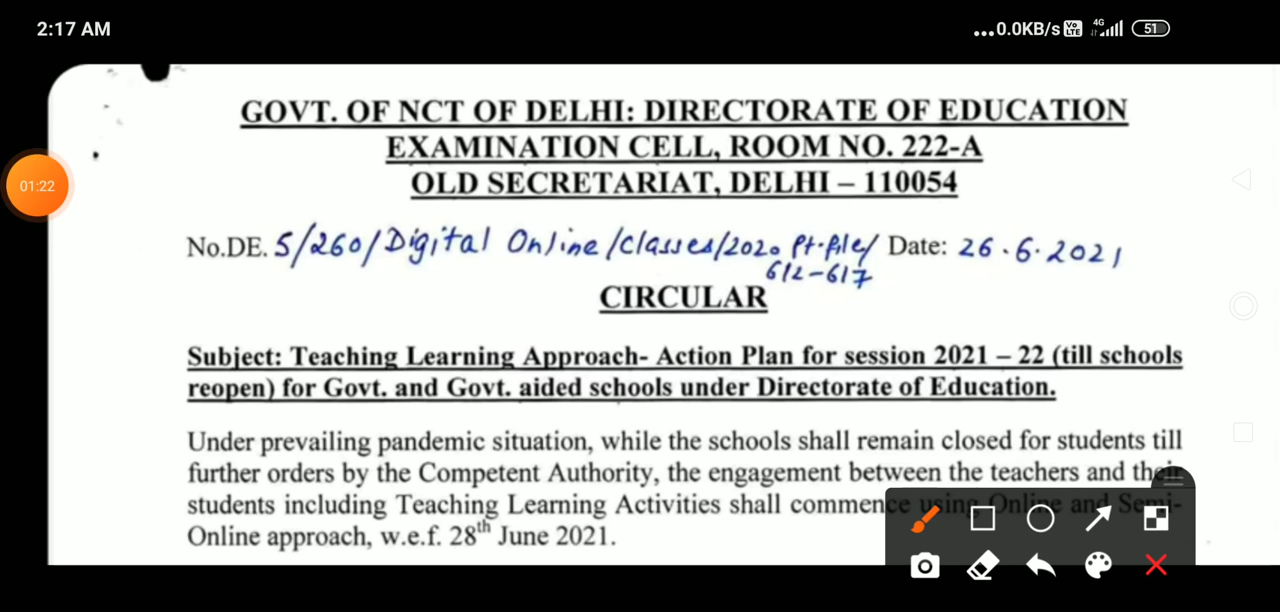 2:17 AM
...0.0KB/s Vo LTE 4G 51
GOVT. OF NCT OF DELHI: DIRECTORATE OF EDUCATION
EXAMINATION CELL, ROOM NO. 222-A
OLD SECRETARIAT, DELHI – 110054
01:22
No.DE. 5/260/Digital Online/Classes/2020 Pt.file/ Date: 26.6.2021
612-617
CIRCULAR
Subject: Teaching Learning Approach- Action Plan for session 2021 – 22 (till schools
reopen) for Govt. and Govt. aided schools under Directorate of Education.
Under prevailing pandemic situation, while the schools shall remain closed for students till
further orders by the Competent Authority, the engagement between the teachers and their
students including Teaching Learning Activities shall commence using Online and Semi-
Online approach, w.e.f. 28th June 2021.